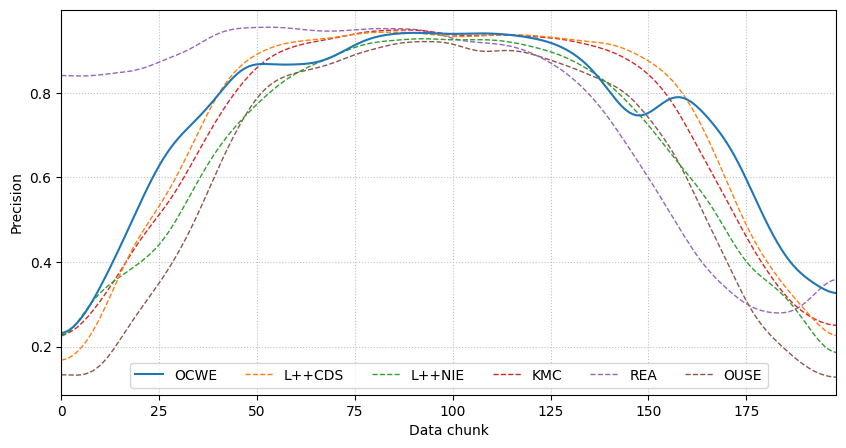 0.8
0.6
0.4
0.2
Precision
OCWE L++CDS L++NIE KMC REA OUSE
0 25 50 75 100 125 150 175
Data chunk